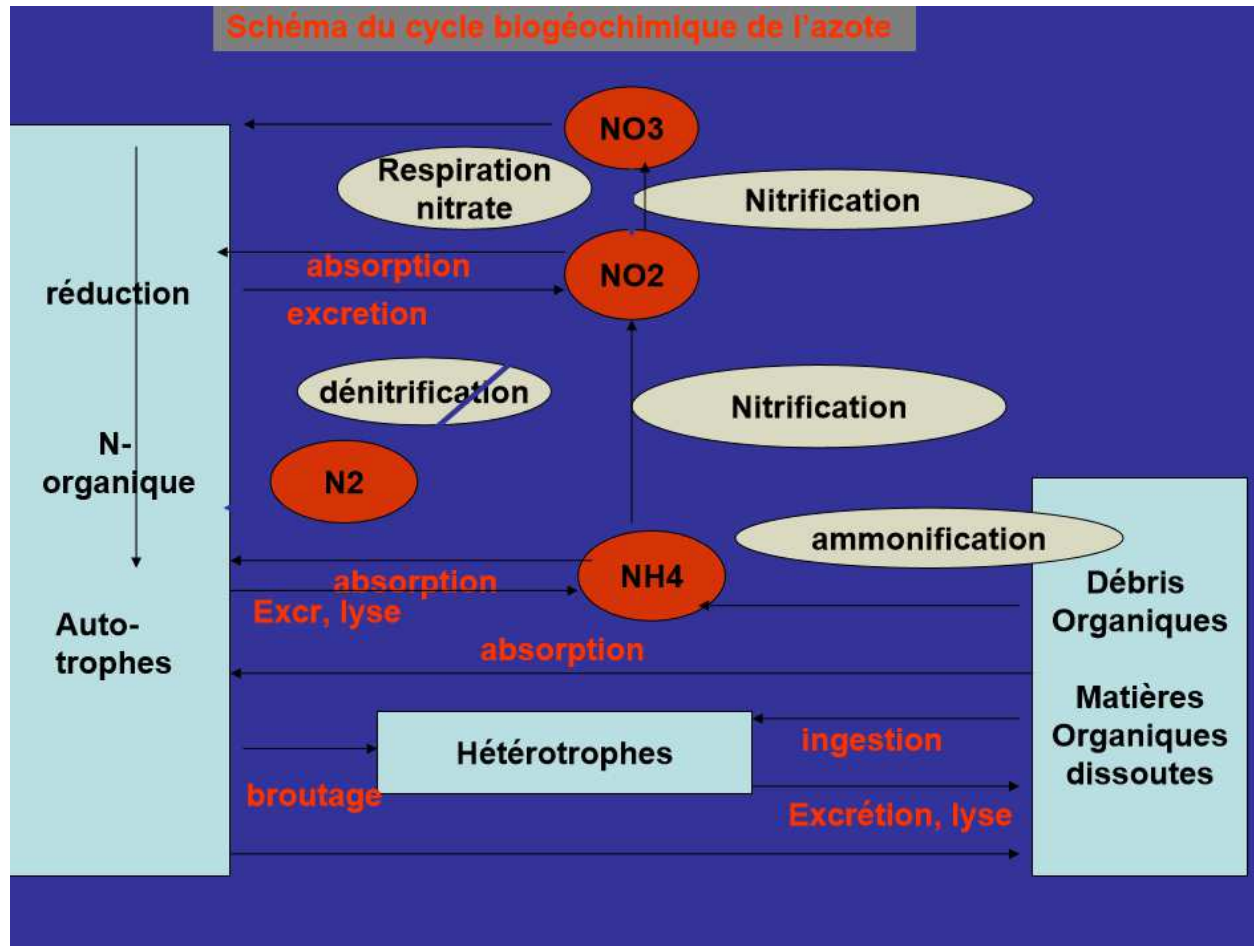 Schéma du cycle biogéochimique de l'azote
NO3
Respiration
nitrate
Nitrification
absorption
NO2
réduction
excretion
dénitrification
Nitrification
N-
organique
N2
ammonification
absorption
NH4
Excr, lyse
Débris
Organiques
Auto-
trophes
absorption
Matières
Organiques
dissoutes
Hétérotrophes
ingestion
broutage
Excrétion, lyse